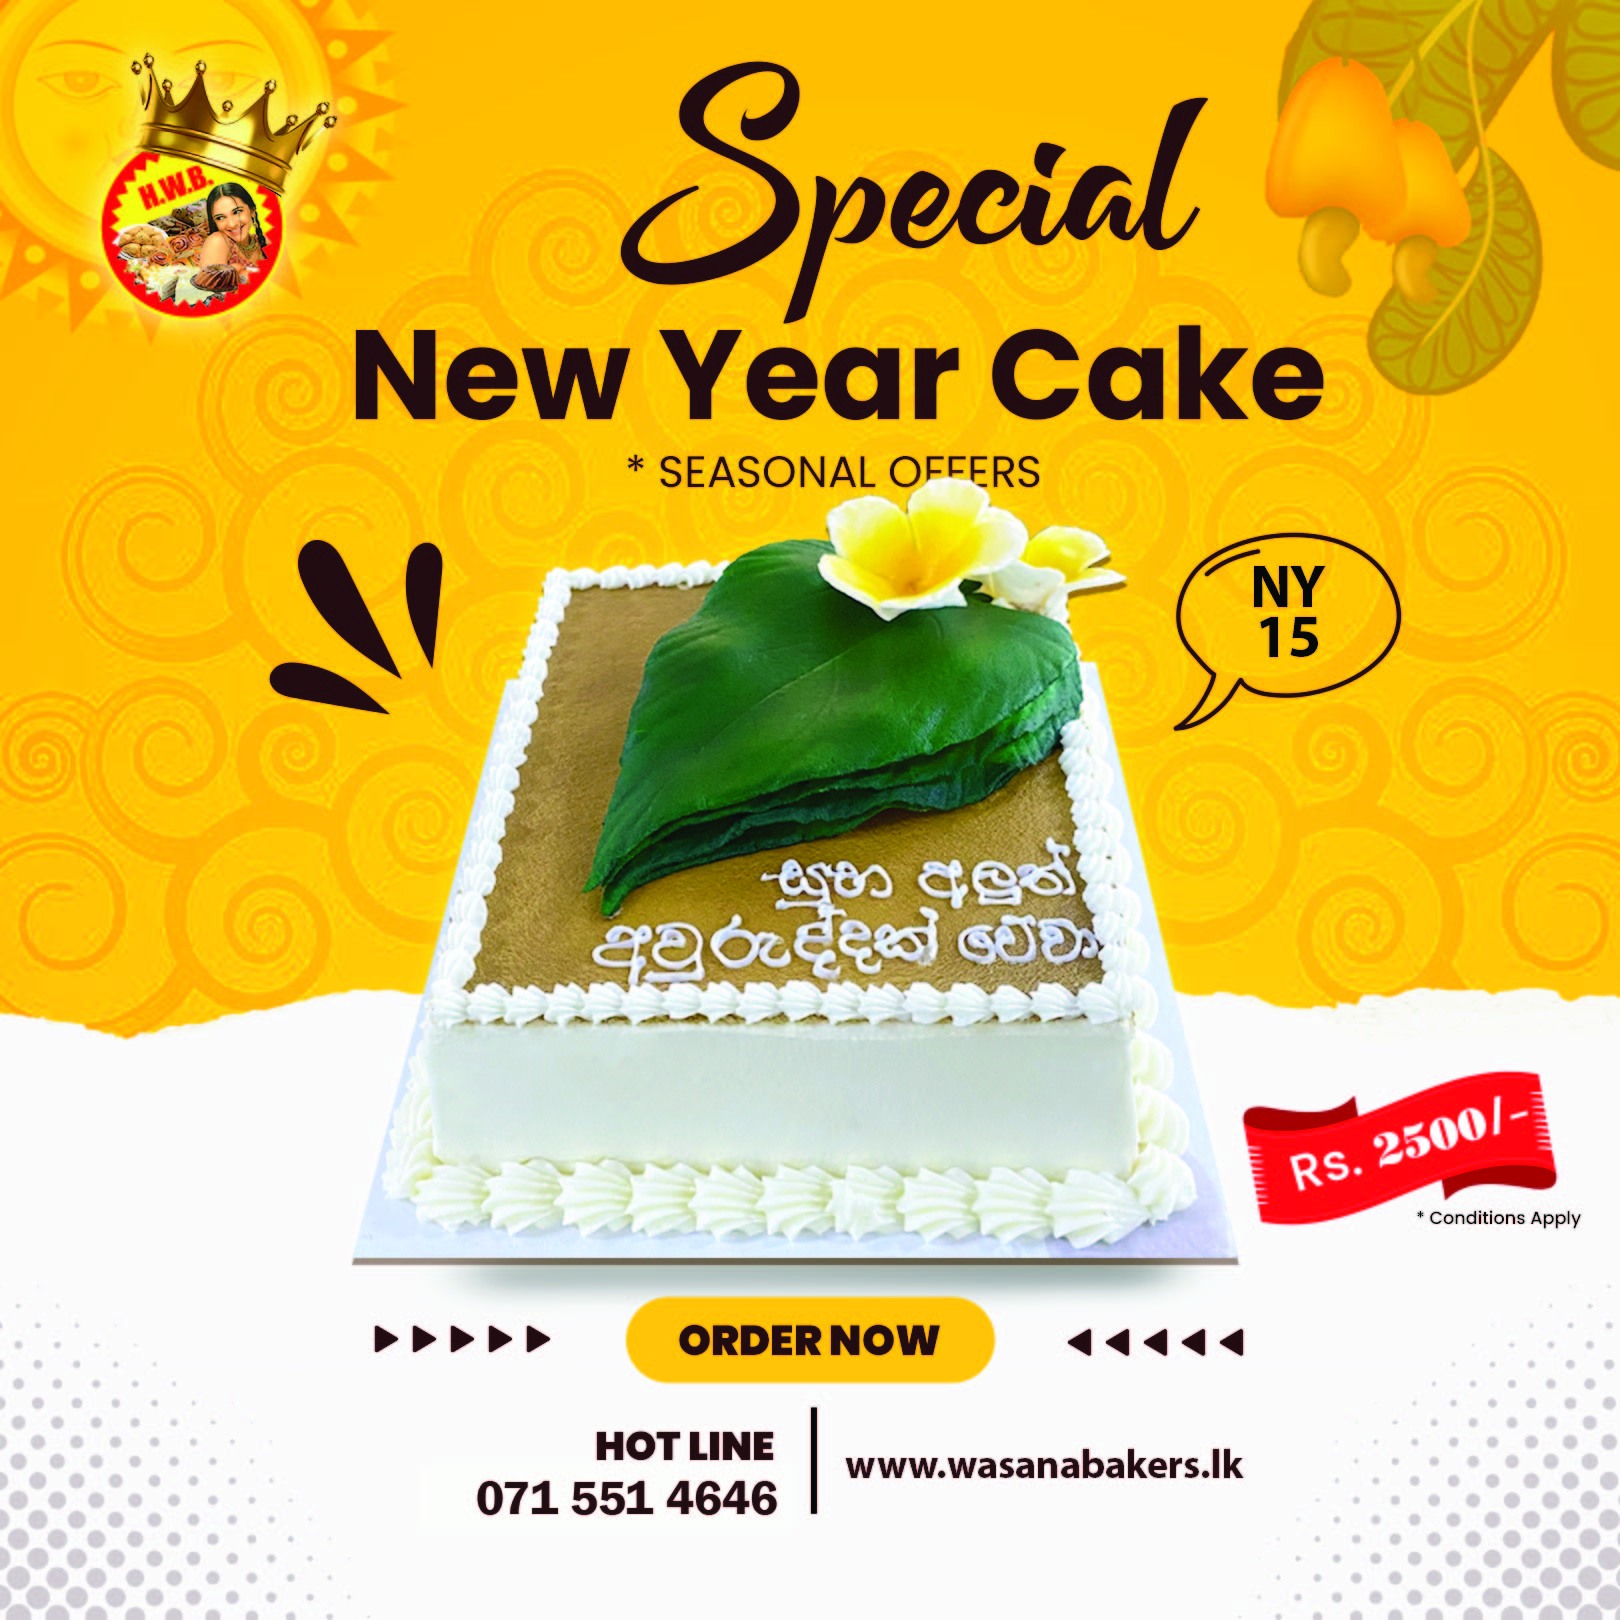 H.W.B.
Special
New Year Cake
* SEASONAL OFFERS
NY
15
සුභ අලුත්
අවුරුද්දක් වේවා
Rs. 2500/-
* Conditions Apply
ORDER NOW
HOT LINE
071 551 4646
www.wasanabakers.lk